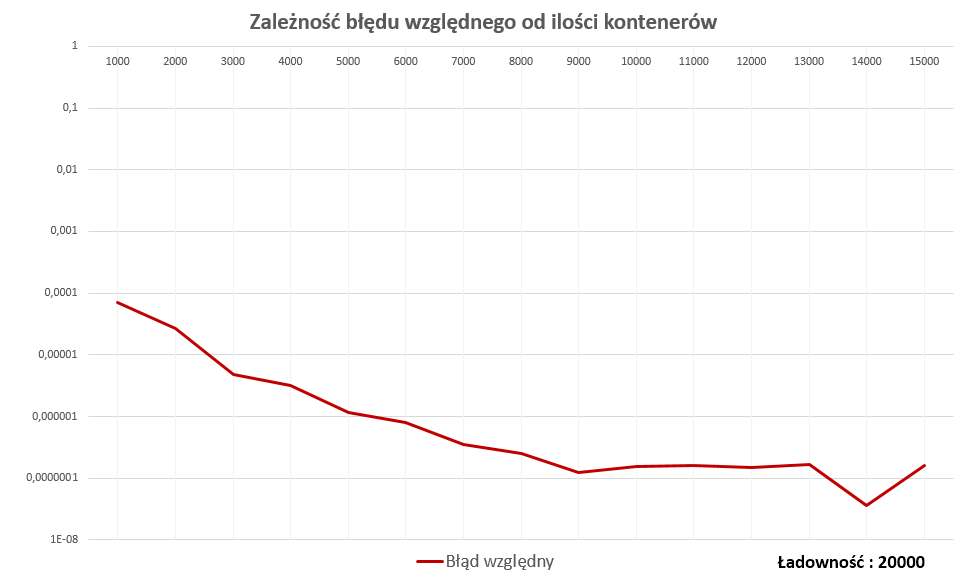 Zależność błędu względnego od ilości kontenerów
1
1000 2000 3000 4000 5000 6000 7000 8000 9000 10000 11000 12000 13000 14000 15000
0,1
0,01
0,001
0,0001
0,00001
0,000001
0,0000001
1E-08
Błąd względny
Ładowność : 20000